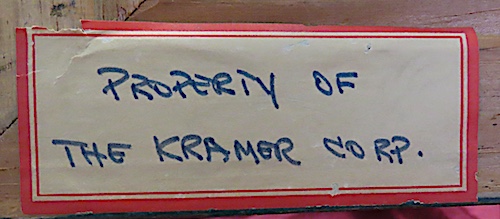 PROPERTY OF
THE KRAMER CORP.